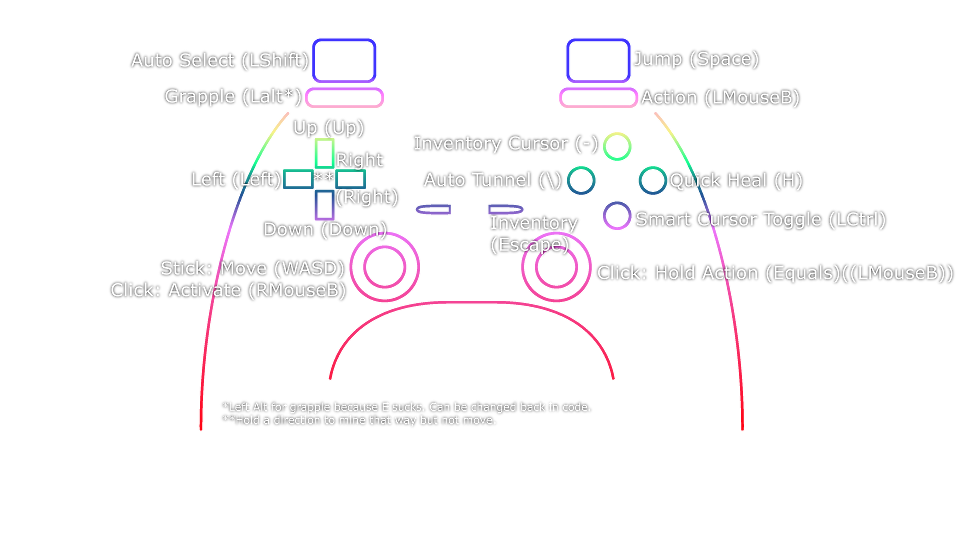 Auto Select (LShift)
Jump (Space)
Grapple (Lalt*)
Action (LMouseB)
Up (Up)
Inventory Cursor (-)
Right
(Right)
Left (Left)
**
Auto Tunnel (\)
Quick Heal (H)
Down (Down)
Inventory
(Escape)
Smart Cursor Toggle (LCtrl)
Stick: Move (WASD)
Click: Activate (RMouseB)
Click: Hold Action (Equals)((LMouseB))
*Left Alt for grapple because E sucks. Can be changed back in code.
**Hold a direction to mine that way but not move.